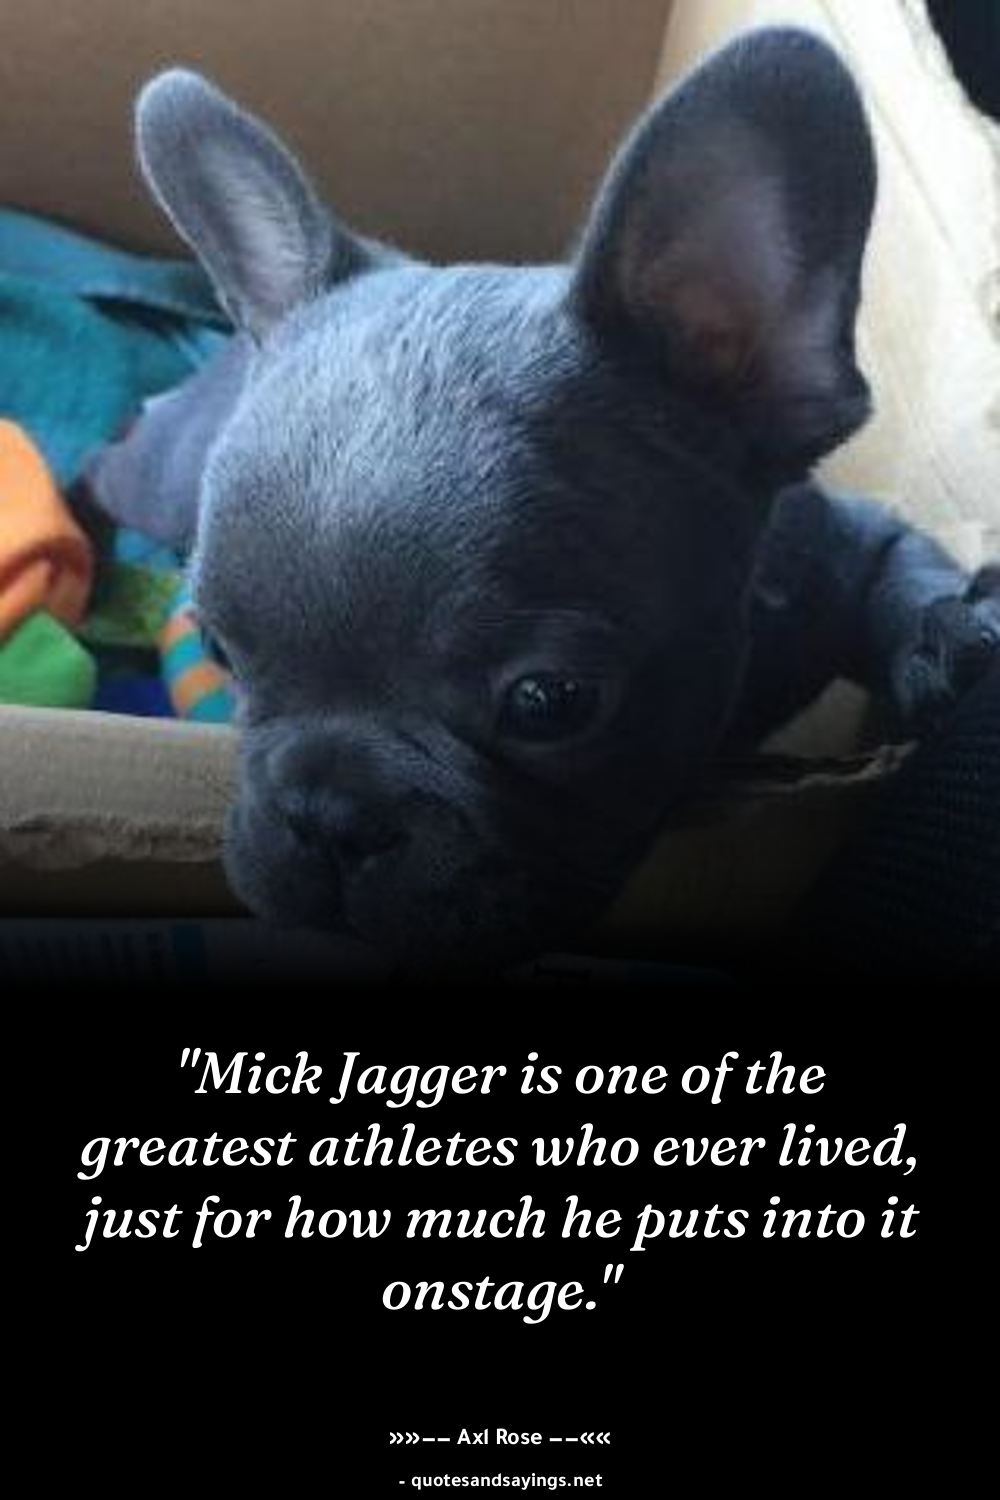 "Mick Jagger is one of the
greatest athletes who ever lived,
just for how much he puts into it
onstage."
»»−− Axl Rose −−««
- quotesandsayings.net